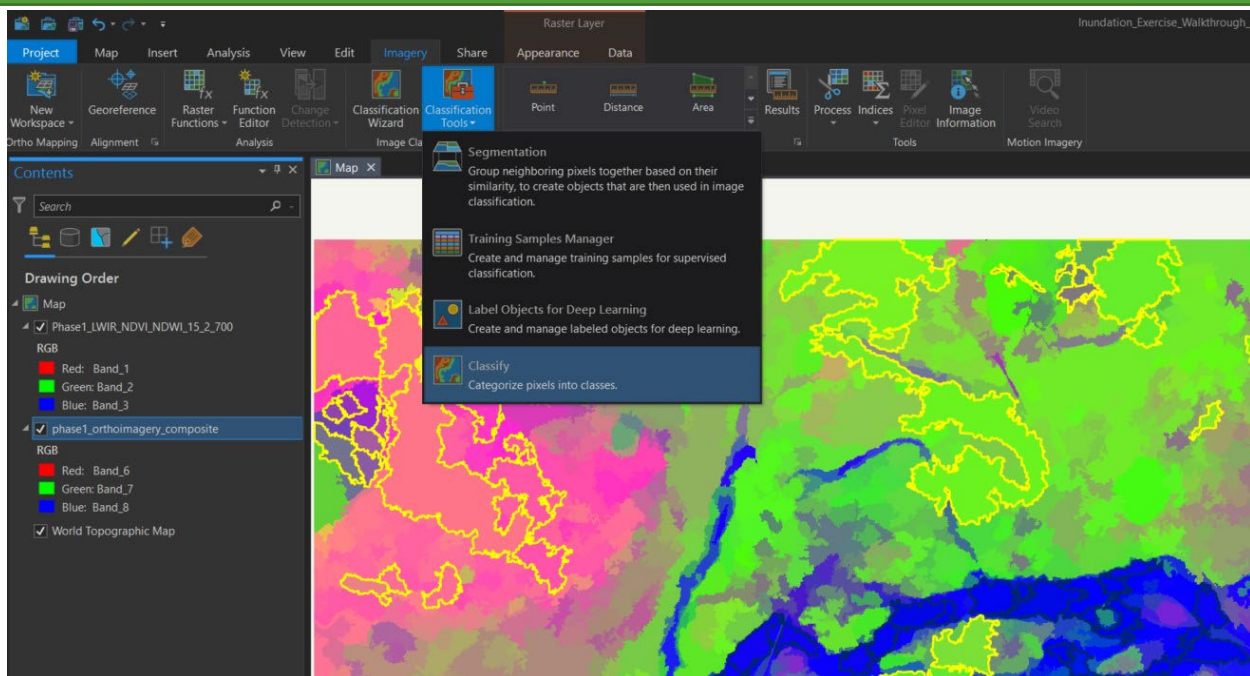 Raster Layer
Inundation_Exercise_Walkthrough_
Project Map Insert Analysis View Edit Imagery Share Appearance Data
New Workspace
Georeference
Raster Functions
Function Editor
Change Detection
Classification Wizard
Classification Tools
Point
Distance
Area
Results
Process
Indices
Pixel Editor
Image Information
Video Search
Ortho Mapping
Alignment
Analysis
Image Cla
Tools
Motion Imagery
Contents
Search
Drawing Order
Map
Phase1_LWIR_NDVI_NDWI_15_2_700
RGB
Red: Band_1
Green: Band_2
Blue: Band_3
phase1_orthoimagery_composite
RGB
Red: Band_6
Green: Band_7
Blue: Band_8
World Topographic Map
Map
Segmentation
Group neighboring pixels together based on their
similarity, to create objects that are then used in image
classification.
Training Samples Manager
Create and manage training samples for supervised
classification.
Label Objects for Deep Learning
Create and manage labeled objects for deep learning.
Classify
Categorize pixels into classes.